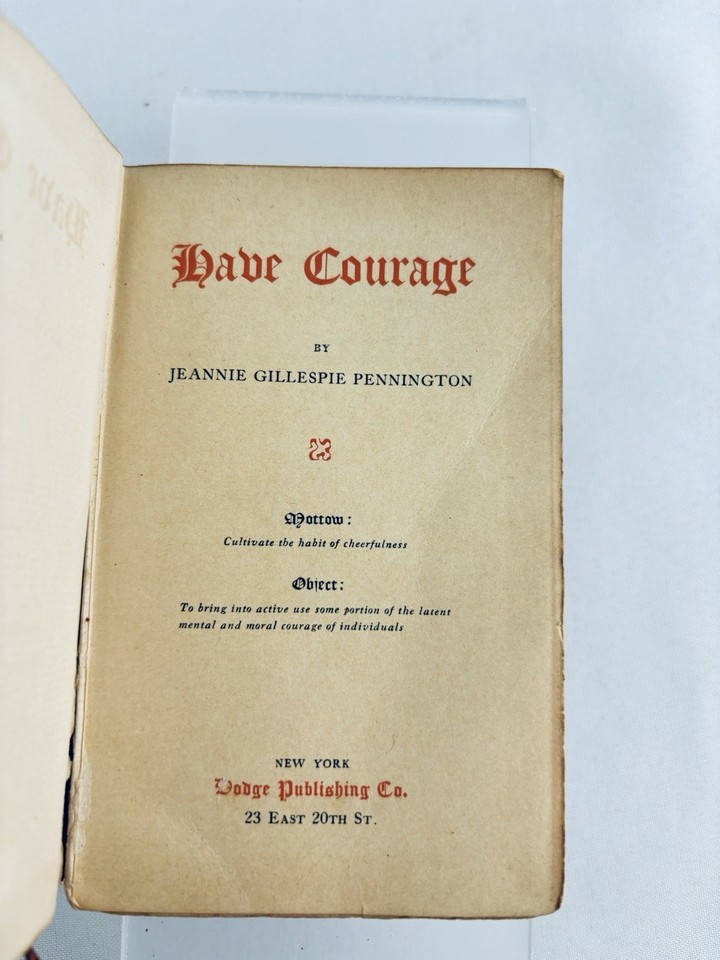 Have Courage
BY
JEANNIE GILLESPIE PENNINGTON
Mottow:
Cultivate the habit of cheerfulness
Object:
To bring into active use some portion of the latent
mental and moral courage of individuals
NEW YORK
Dodge Publishing Co.
23 EAST 20TH ST.